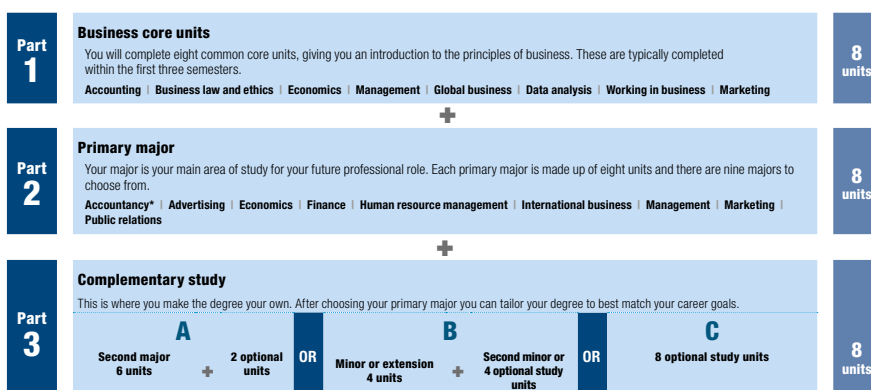 Part
1
Business core units
You will complete eight common core units, giving you an introduction to the principles of business. These are typically completed
within the first three semesters.
Accounting | Business law and ethics | Economics | Management | Global business | Data analysis | Working in business | Marketing
8
units
+
Part
2
Primary major
Your major is your main area of study for your future professional role. Each primary major is made up of eight units and there are nine majors to
choose from.
Accountancy* | Advertising | Economics | Finance | Human resource management | International business | Management | Marketing |
Public relations
8
units
+
Part
3
Complementary study
This is where you make the degree your own. After choosing your primary major you can tailor your degree to best match your career goals.
A
Second major
6 units
+
2 optional
units
OR
B
Minor or extension
4 units
+
Second minor or
4 optional study
units
OR
C
8 optional study units
8
units